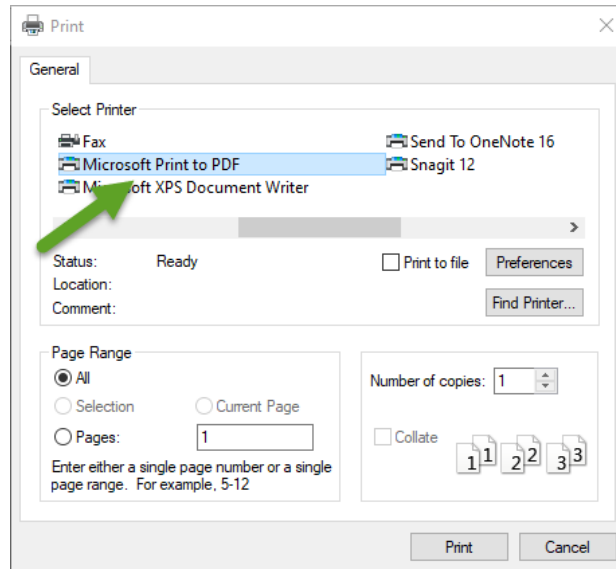 Print
General
Select Printer
Fax
Send To OneNote 16
Microsoft Print to PDF
Snagit 12
XPS Document Writer
Status: Ready
Print to file
Preferences
Location:
Comment:
Find Printer...
Page Range
All
Selection
Current Page
Pages: 1
Enter either a single page number or a single
page range. For example, 5-12
Number of copies: 1
Collate
1 1 2 2 3 3
Print
Cancel